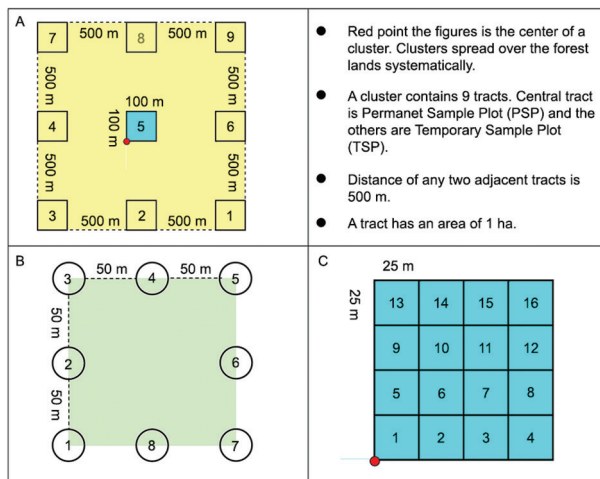 A
7 500 m 8 500 m 9
500 m 500 m
100 m
4 100 m 5 6
500 m 500 m
3 500 m 2 500 m 1
● Red point the figures is the center of a
cluster. Clusters spread over the forest
lands systematically.
● A cluster contains 9 tracts. Central tract
is Permanet Sample Plot (PSP) and the
others are Temporary Sample Plot
(TSP).
● Distance of any two adjacent tracts is
500 m.
● A tract has an area of 1 ha.
B
3 50 m 4 50 m 5
50 m
2 6
50 m
1 8 7
C
25 m
25 m
13 14 15 16
9 10 11 12
5 6 7 8
1 2 3 4